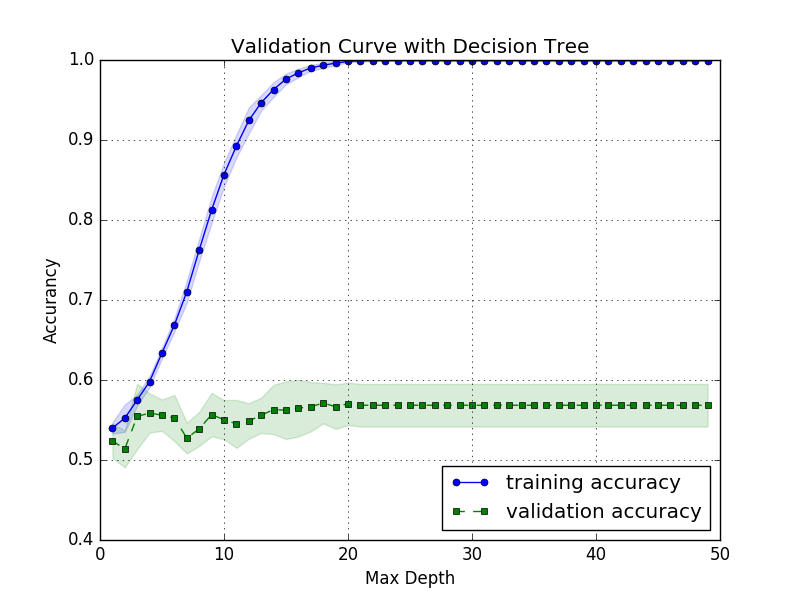 Validation Curve with Decision Tree
1.0
0.9
0.8
0.7
0.6
0.5
0.4
Accurancy
0
10
20
30
40
50
Max Depth
training accuracy
validation accuracy